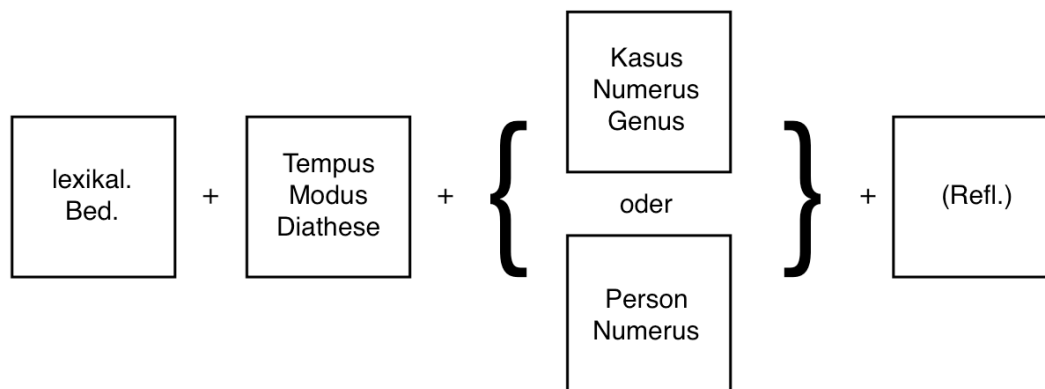 lexikal.
Bed.
+
Tempus
Modus
Diathese
+
{
Kasus
Numerus
Genus
oder
Person
Numerus
}
+
(Refl.)